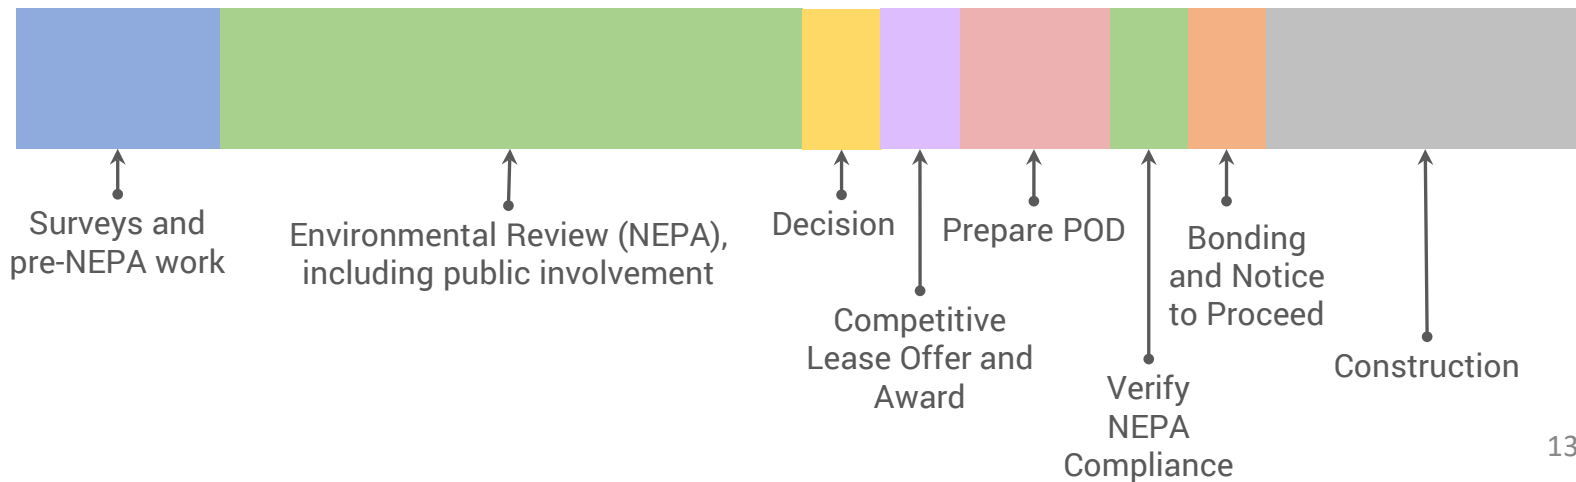 Surveys and
pre-NEPA work
Environmental Review (NEPA),
including public involvement
Decision
Competitive
Lease Offer and
Award
Prepare POD
Verify
NEPA
Compliance
Bonding
and Notice
to Proceed
Construction
13